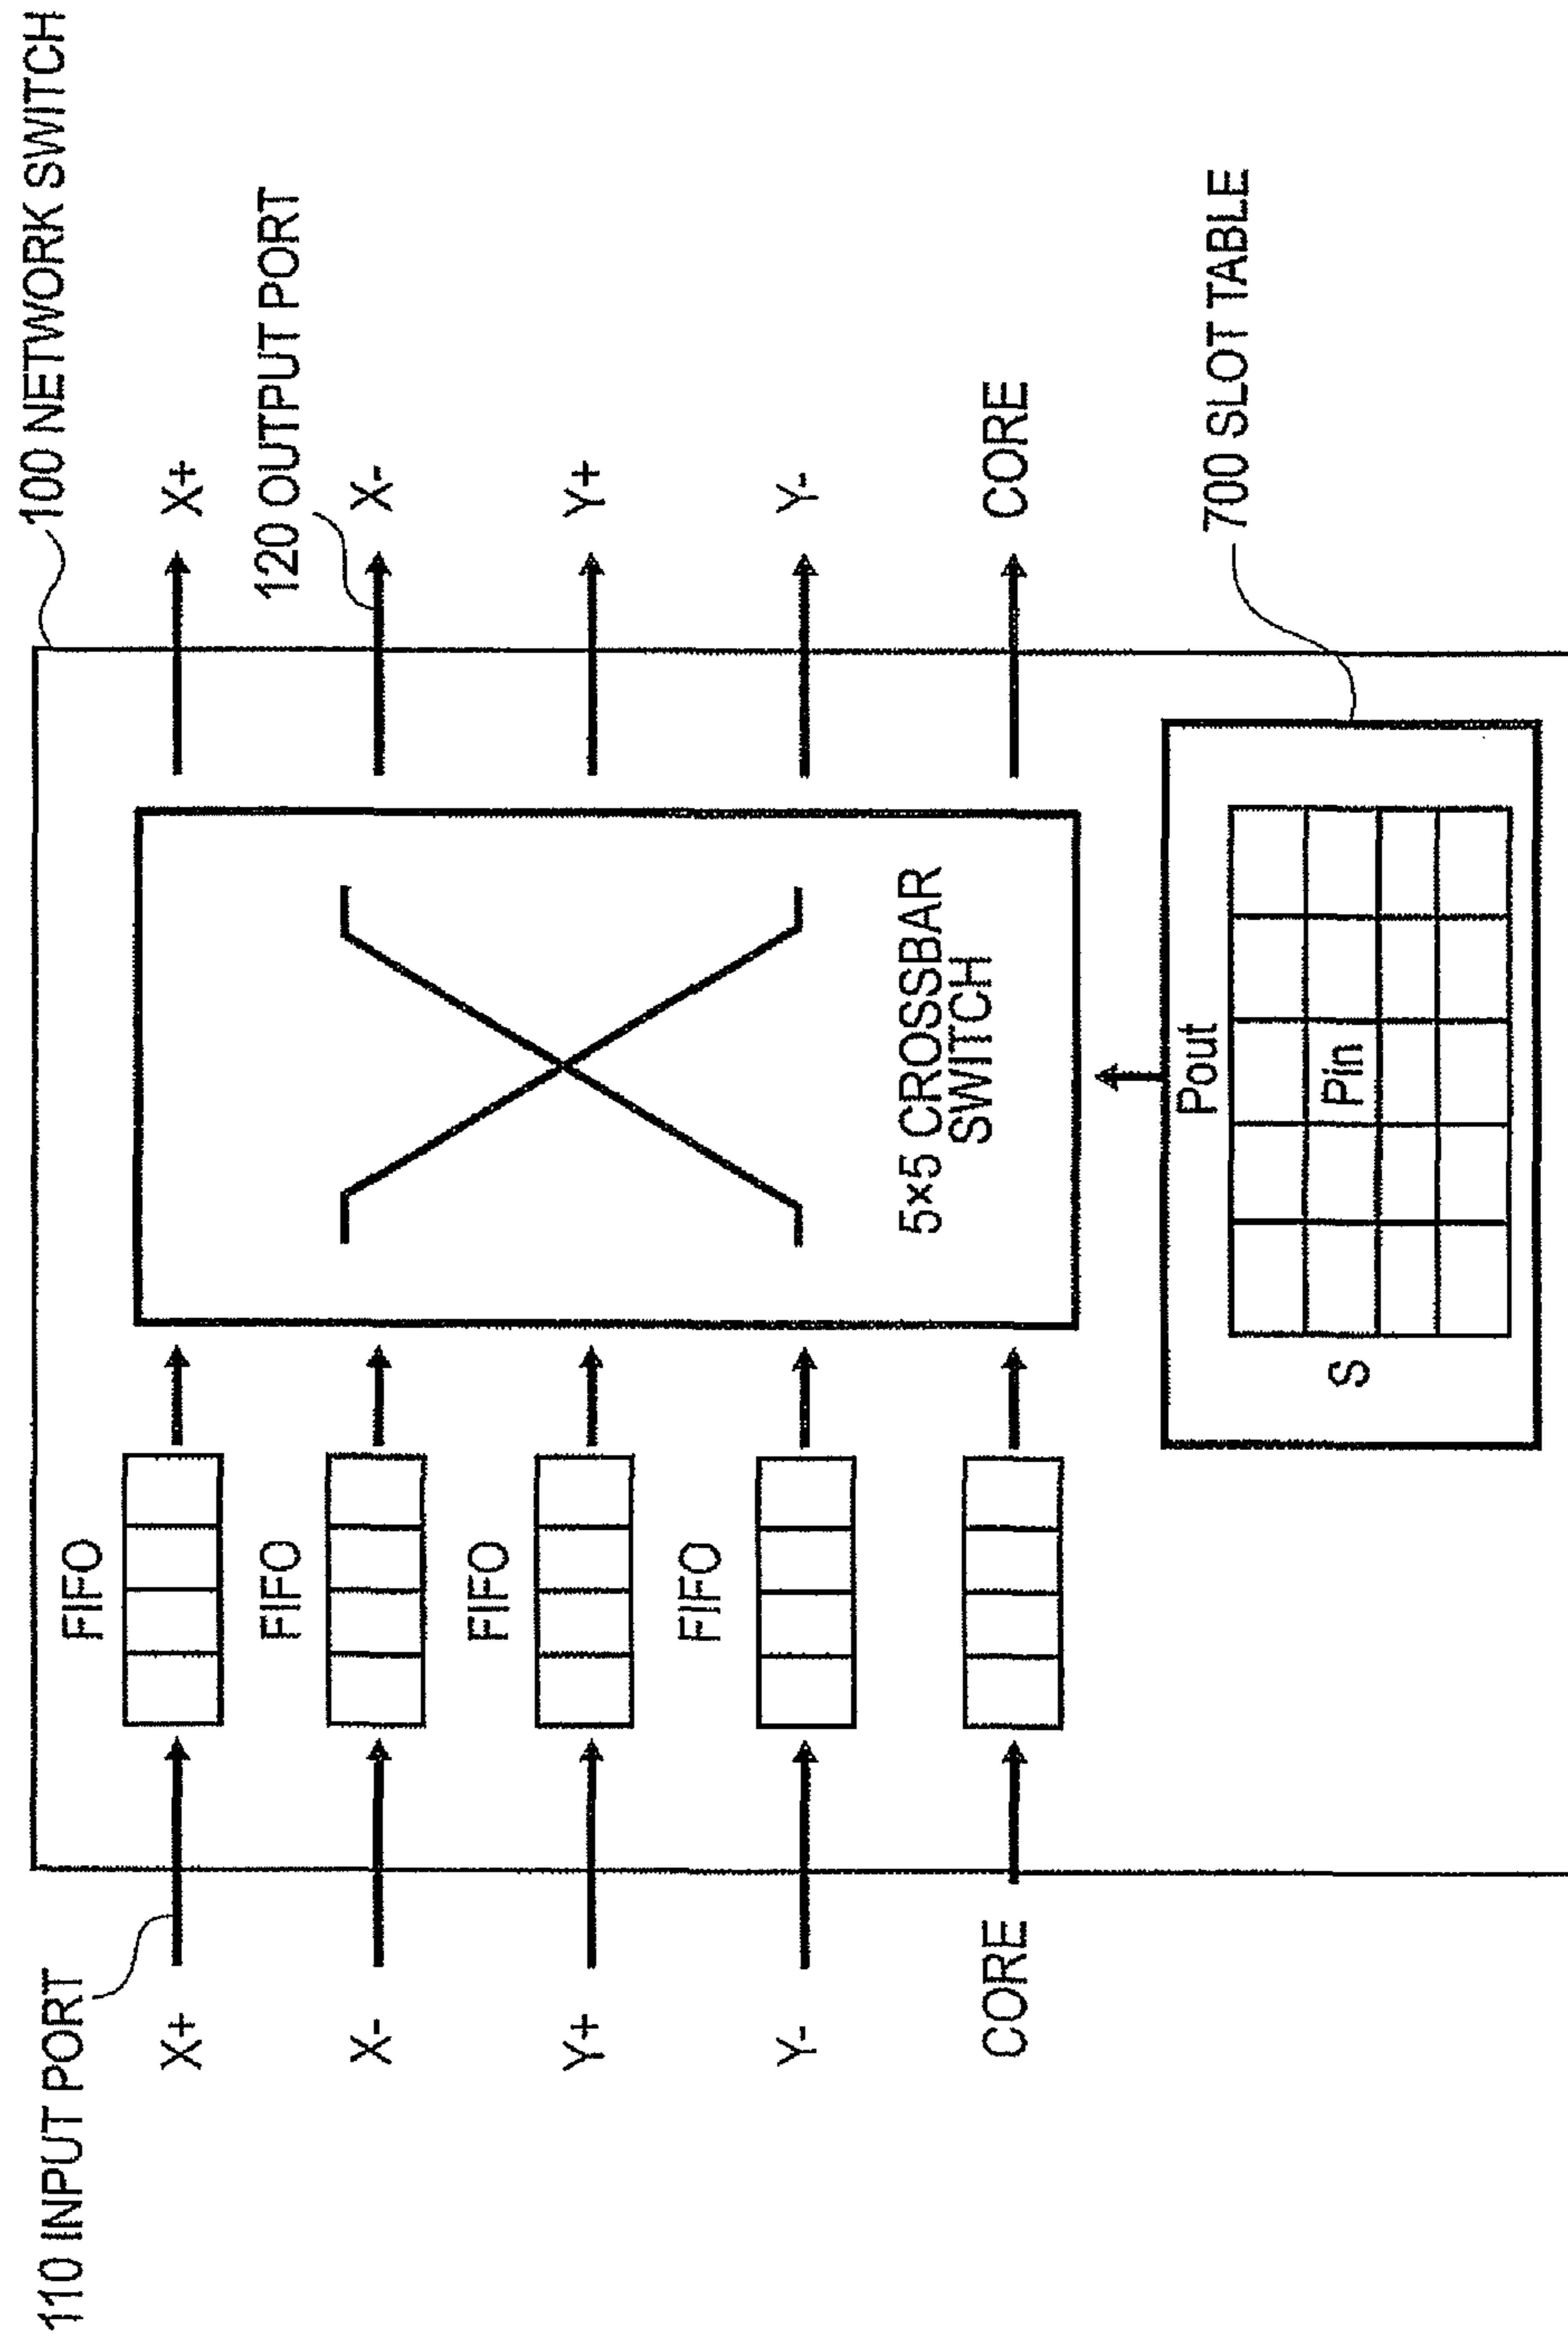 100 NETWORK SWITCH
110 INPUT PORT
X+
FIFO
X+
120 OUTPUT PORT
X-
FIFO
X-
Y+
FIFO
Y+
Y-
FIFO
Y-
5×5 CROSSBAR
SWITCH
CORE
CORE
700 SLOT TABLE
Pout
S
Pin